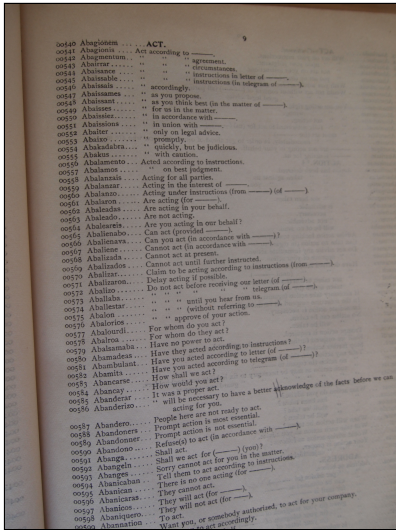 9
00540 Abagionem ...... ACT.
00541 Abagionis .... Act according to ———.
00542 Abagmentum.. " " " agreement.
00543 Abairrar ...... " " " circumstances.
00544 Abaisance .... " " " instructions in letter of ———.
00545 Abaissable.... " " " instructions (in telegram of ———).
00546 Abaissais .... " accordingly.
00547 Abaissames .. " as you propose.
00548 Abaissant .... " as you think best (in the matter of ———).
00549 Abaisses ...... " for us in the matter.
00550 Abaissiez...... " in accordance with ———.
00551 Abaissions .... " in union with ———.
00552 Abaiter ...... " only on legal advice.
00553 Abaixo ........ " promptly.
00554 Abakadabra.. " quickly, but be judicious.
00555 Abakus ...... " with caution.
00556 Abalamento .. Acted according to instructions.
00557 Abalamos .... " on best judgment.
00558 Abalanzais .. Acting for all parties.
00559 Abalanzar.... Acting in the interest of ———.
00560 Abalanzo .... Acting under instructions (from ———) (of ———).
00561 Abalaron .... Are acting (for ———).
00562 Abaleadas .. Are acting in your behalf.
00563 Abaleado.... Are not acting.
00564 Abaleareis.. Are you acting in our behalf?
00565 Abalienabo.. Can act (provided ———).
00566 Abalienava.. Can you act (in accordance with ———)?
00567 Abaliene .... Cannot act (in accordance with ———).
00568 Abalizada .. Cannot act at present.
00569 Abalizados .. Cannot act until further instructed.
00570 Abalizar...... Claim to be acting according to instructions (from ———).
00571 Abalizaron.. Delay acting if possible.
00572 Abalizo ...... Do not act before receiving our letter of ———.
00573 Aballaba .... " " " " " telegram of ———.
00574 Aballestar .. " " " until you hear from us.
00575 Abalon ...... " " " (without referring to ———).
00576 Abalorios .... " " approve of your action.
00577 Abalourdi.... For whom do you act?
00578 Abalroa ...... For whom do they act?
00579 Abalsamaba.. Have no power to act.
00580 Abamadeas .. Have they acted according to instructions?
00581 Abambulant.. Have you acted according to letter of ———?
00582 Abamita ...... Have you acted according to telegram of ———?
00583 Abancarse.... How shall we act?
00584 Abancay ...... How would you act?
00585 Abanderar .. It was a proper act.
00586 Abanderizo .. " will be necessary to have a better acknowledge of the facts before we can
acting for you.
00587 Abandero.... People here are not ready to act.
00588 Abandoners.. Prompt action is most essential.
00589 Abandonner.. Prompt action is not essential.
00590 Abandono .. Refuse(s) to act (in accordance with ———).
00591 Abanga...... Shall act.
00592 Abangeln .... Shall we act for (———) (you)?
00593 Abanges .... Sorry cannot act for you in the matter.
00594 Abanicaban .. Tell them to act according to instructions.
00595 Abanican .... There is no one acting (for ———).
00596 Abanicaras.. They cannot act.
00597 Abanicos.... They will act (for ———).
00598 Abaniquero.. They will not act (for ———).
00599 Abannation .. To act.
Want you, or somebody authorized, to act for your company.
to act accordingly.